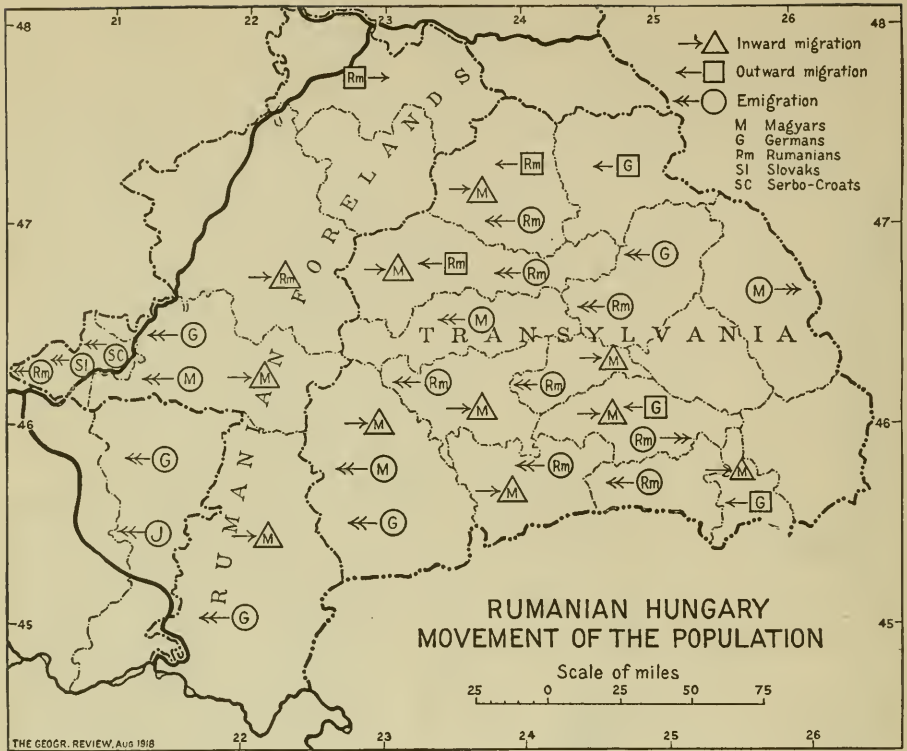 48 21 22 23 24 25 26 48
Inward migration
Outward migration
Emigration
M Magyars
G Germans
Rm Rumanians
Sl Slovaks
SC Serbo-Croats
Rm
Rm G
M
47 Rm 47
G
Rm M Rm Rm M
Rm
M
G
SC M
Sl TRANSYLVANIA
Rm M M Rm Rm
M M G
46 M 46
Rm
G M Rm M
M Rm
G
J G
M
G
RUMANIAN FORELANDS
45 45
RUMANIAN HUNGARY
MOVEMENT OF THE POPULATION
Scale of miles
25 0 25 50 75
THE GEOGR. REVIEW, AUG 1918
22 23 24 25 26